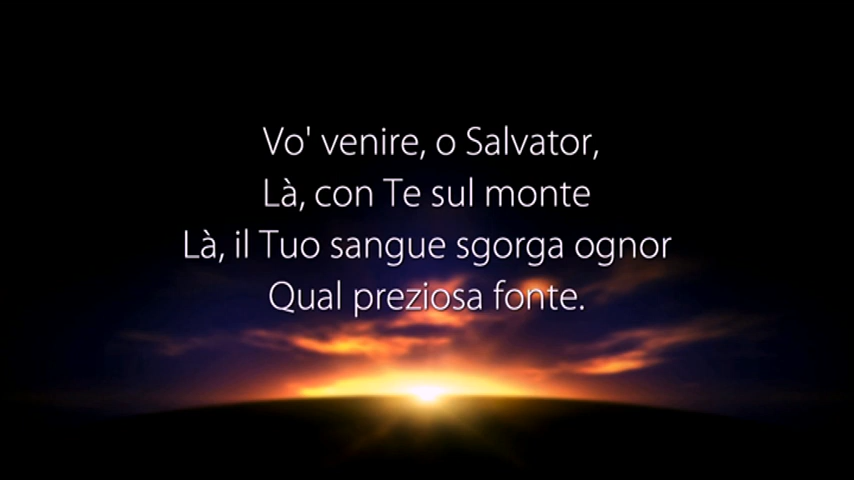 Vo' venire, o Salvator,
Là, con Te sul monte
Là, il Tuo sangue sgorga ognor
Qual preziosa fonte.